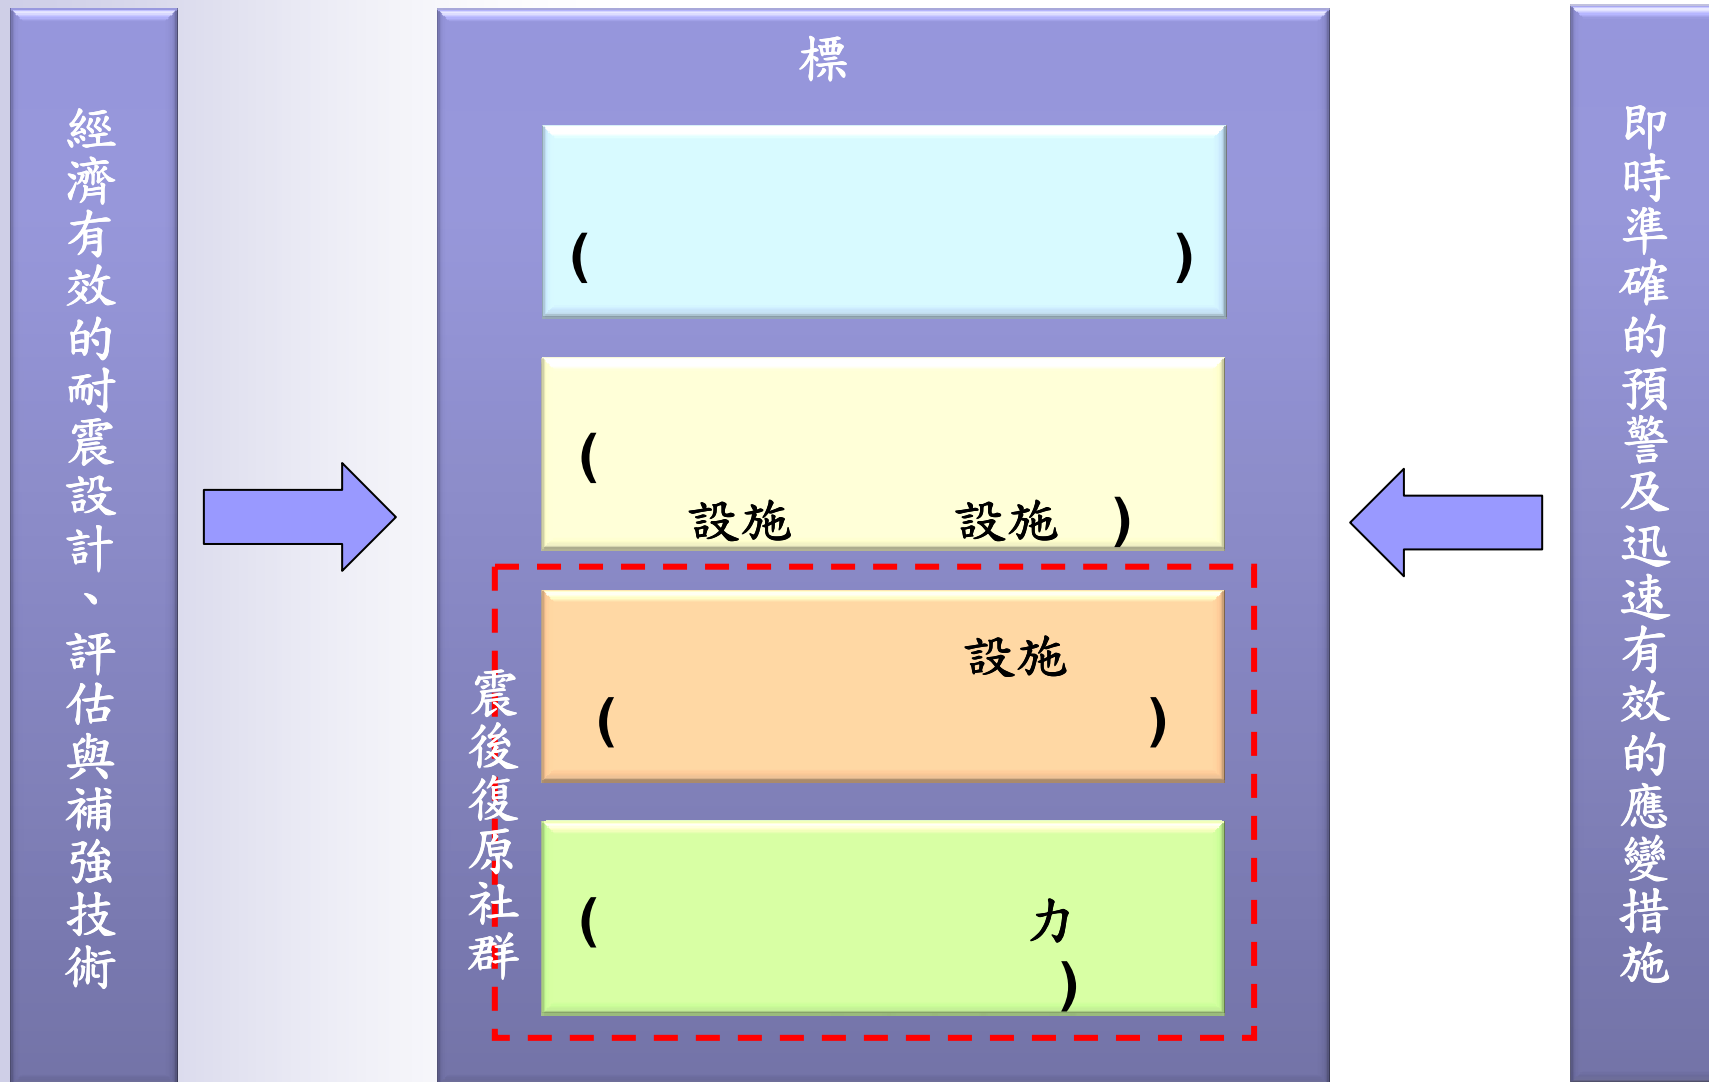 經濟有效的耐震設計、評估與補強技術
標
(                    )
(
設施 設施 )
設施
(                    )
( 力
)
震後復原社群
即時準確的預警及迅速有效的應變措施